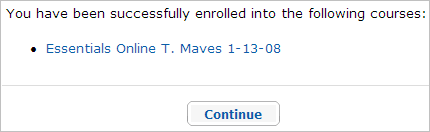 You have been successfully enrolled into the following courses:
• Essentials Online T. Maves 1-13-08
Continue